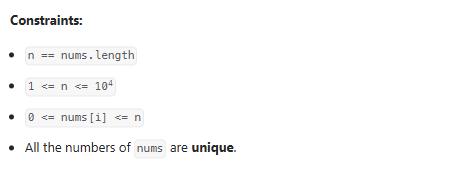 Constraints:
• n == nums.length
• 1 <= n <= 10⁴
• 0 <= nums[i] <= n
• All the numbers of nums are unique.